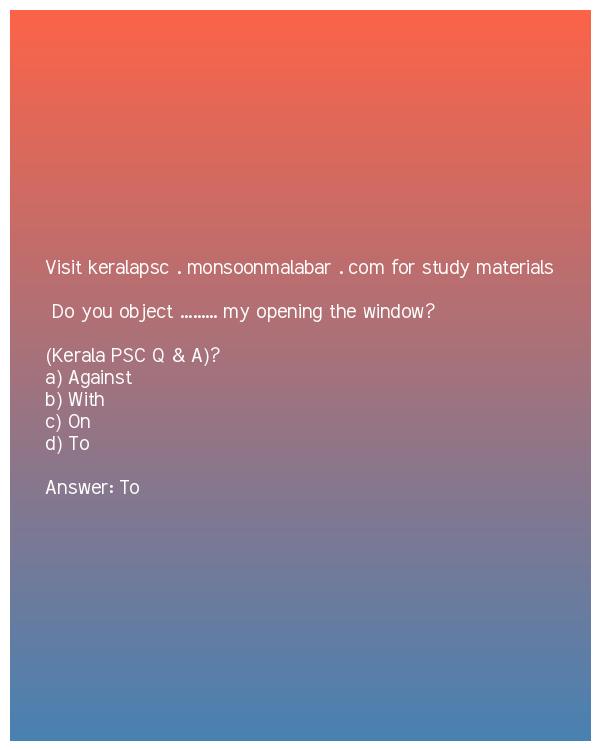 Visit keralapsc . monsoonmalabar . com for study materials
Do you object ......... my opening the window?
(Kerala PSC Q & A)?
a) Against
b) With
c) On
d) To
Answer: To